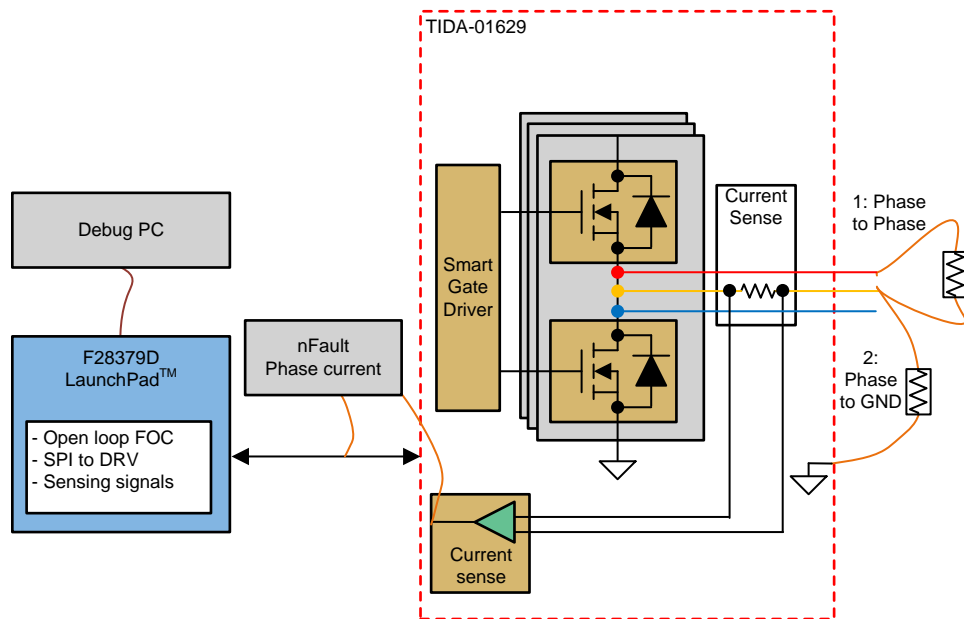 TIDA-01629
Debug PC
F28379D
LaunchPad™
- Open loop FOC
- SPI to DRV
- Sensing signals
nFault
Phase current
Smart
Gate
Driver
Current
Sense
1: Phase
to Phase
2:
Phase
to GND
Current
sense